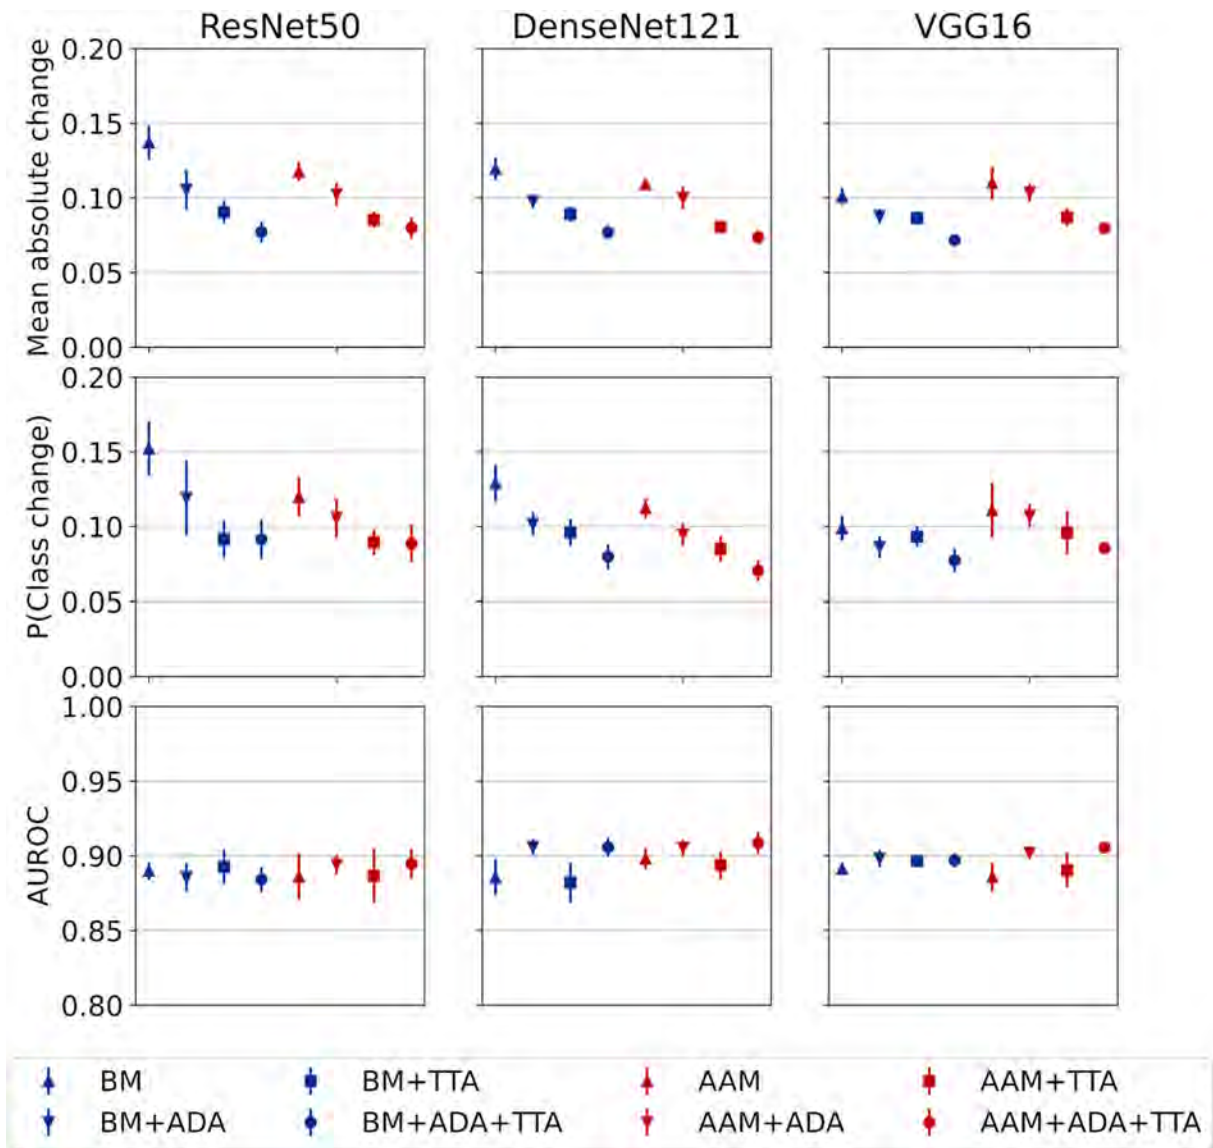 ResNet50 DenseNet121 VGG16
Mean absolute change
0.20
0.15
0.10
0.05
0.00
P(Class change)
0.20
0.15
0.10
0.05
0.00
AUROC
1.00
0.95
0.90
0.85
0.80
BM BM+TTA AAM AAM+TTA
BM+ADA BM+ADA+TTA AAM+ADA AAM+ADA+TTA